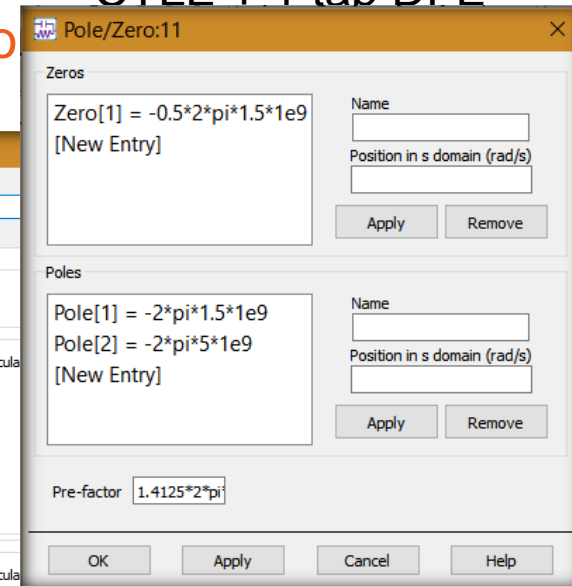 Pole/Zero:11
Zeros
Zero[1] = -0.5*2*pi*1.5*1e9
[New Entry]
Name
Position in s domain (rad/s)
Apply Remove
Poles
Pole[1] = -2*pi*1.5*1e9
Pole[2] = -2*pi*5*1e9
[New Entry]
Name
Position in s domain (rad/s)
Apply Remove
Pre-factor 1.4125*2*pi
OK Apply Cancel Help